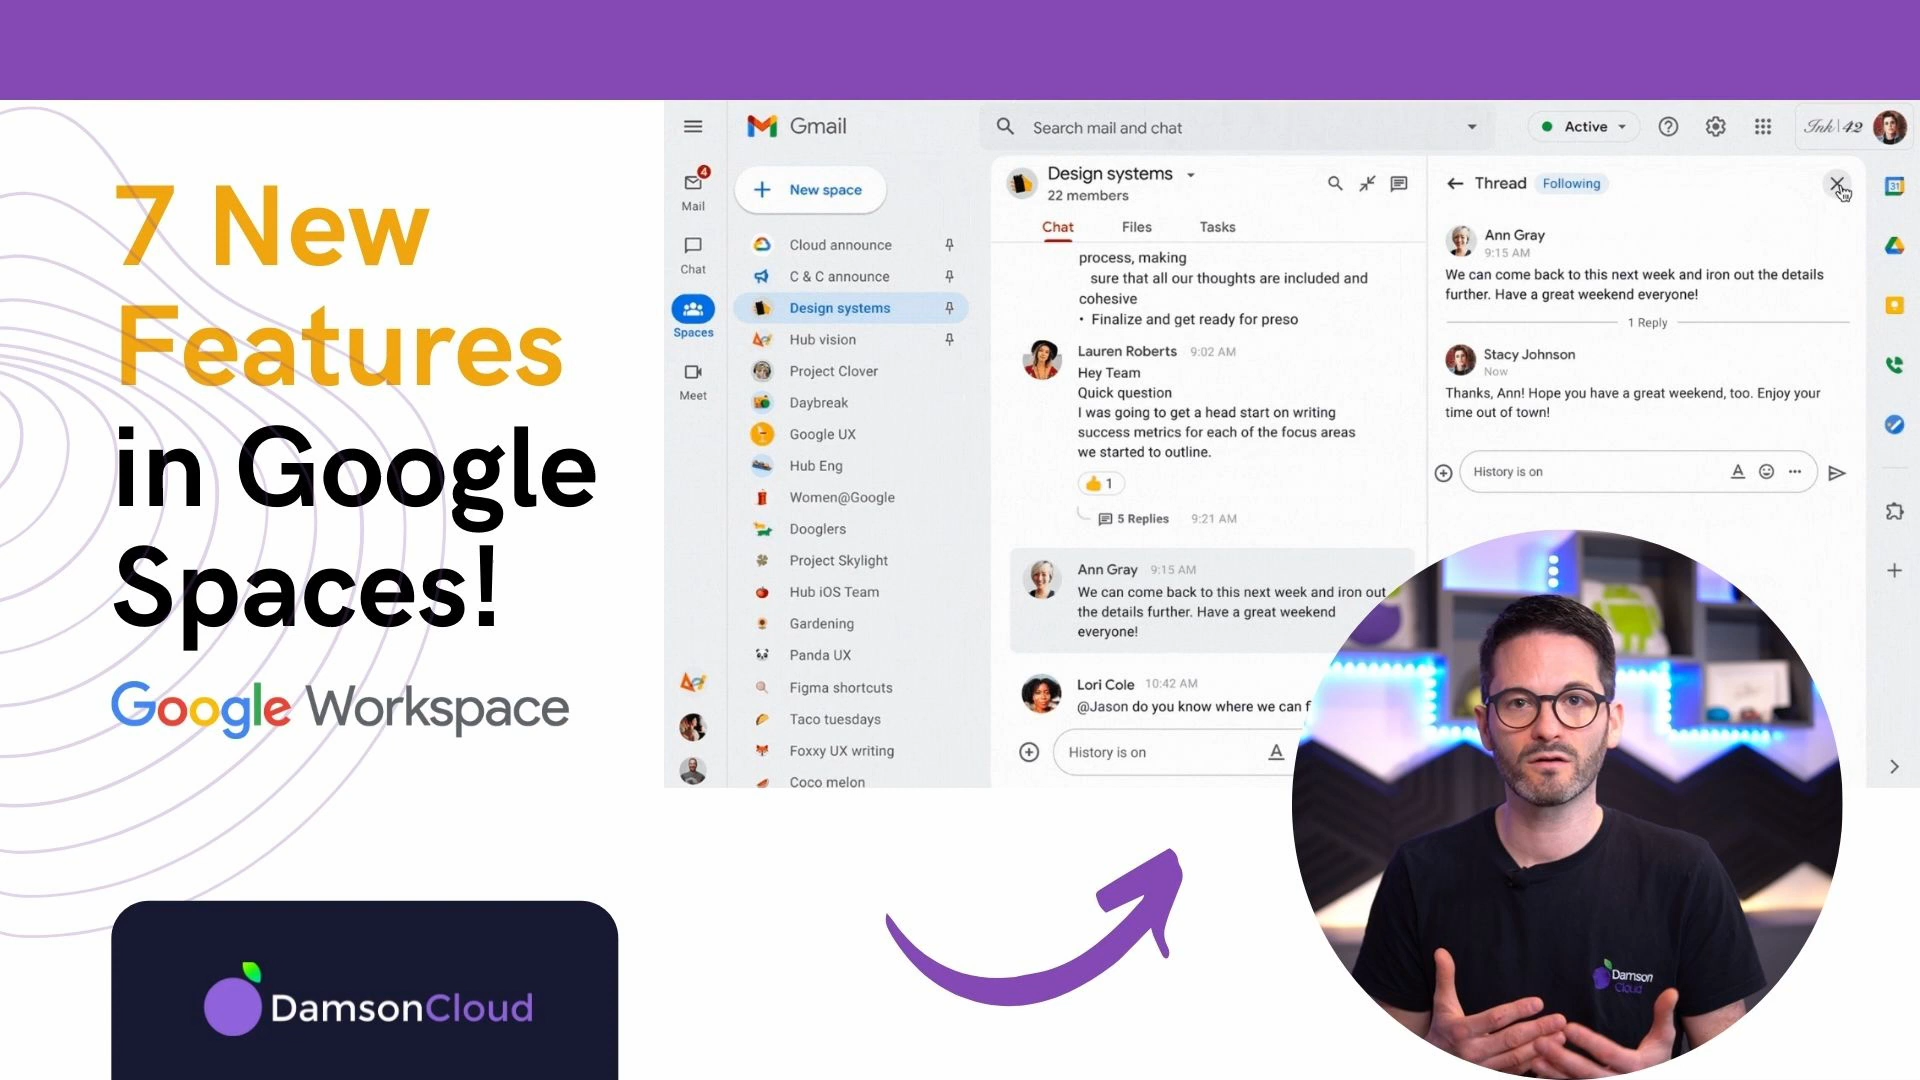 7 New
Features
in Google
Spaces!
Google Workspace
DamsonCloud
Gmail
Search mail and chat
Active
Ink|42
4
Mail
Chat
Spaces
Meet
New space
Cloud announce
C & C announce
Design systems
Hub vision
Project Clover
Daybreak
Google UX
Hub Eng
Women@Google
Dooglers
Project Skylight
Hub iOS Team
Gardening
Panda UX
Figma shortcuts
Taco tuesdays
Foxxy UX writing
Coco melon
Design systems
22 members
Chat Files Tasks
process, making
sure that all our thoughts are included and
cohesive
• Finalize and get ready for preso
Lauren Roberts 9:02 AM
Hey Team
Quick question
I was going to get a head start on writing
success metrics for each of the focus areas
we started to outline.
👍 1
5 Replies 9:21 AM
Ann Gray 9:15 AM
We can come back to this next week and iron out
the details further. Have a great weekend
everyone!
Lori Cole 10:42 AM
@Jason do you know where we can f
History is on
Thread Following
Ann Gray
9:15 AM
We can come back to this next week and iron out the details
further. Have a great weekend everyone!
1 Reply
Stacy Johnson
Now
Thanks, Ann! Hope you have a great weekend, too. Enjoy your
time out of town!
History is on
31
Damson
Cloud